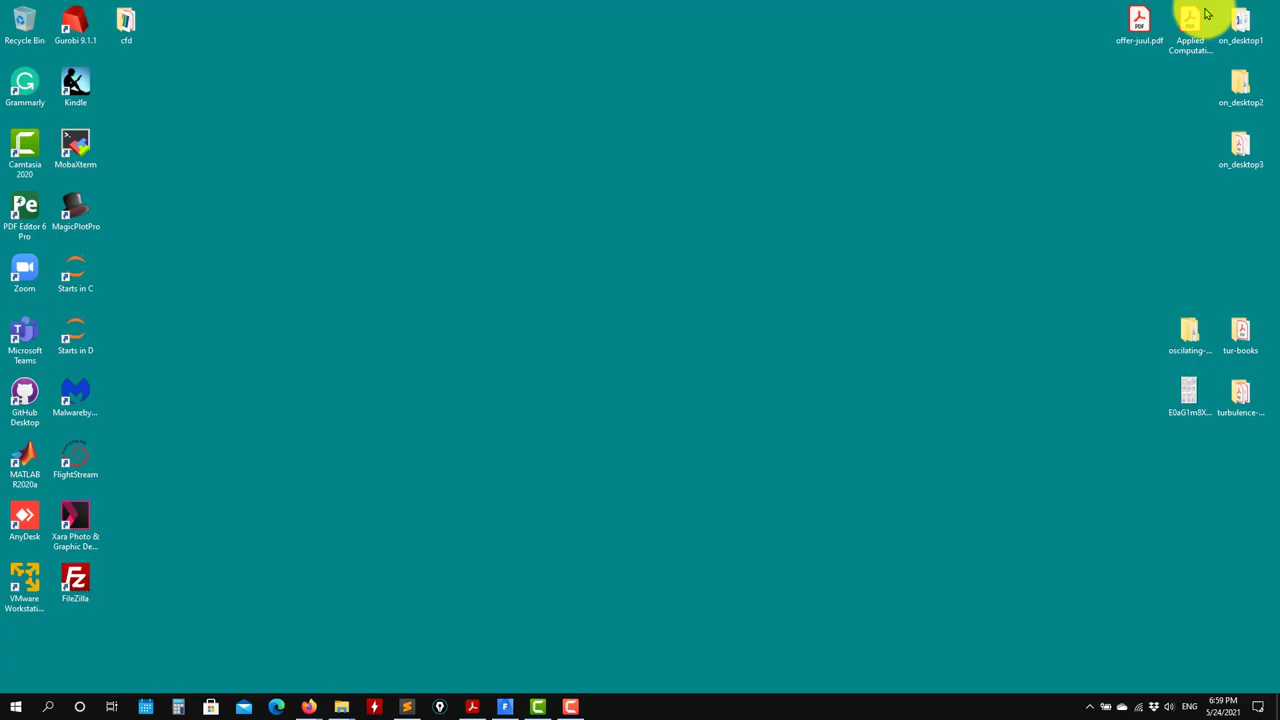 Recycle Bin
Gurobi 9.1.1
cfd
offer-juul.pdf
Applied
Computati...
on_desktop1
Grammarly
Kindle
on_desktop2
Camtasia
2020
MobaXterm
on_desktop3
PDF Editor 6
Pro
MagicPlotPro
Zoom
Starts in C
Microsoft
Teams
Starts in D
oscilating-...
tur-books
GitHub
Desktop
Malwareby...
E0aG1m8X...
turbulence-...
MATLAB
R2020a
FlightStream
AnyDesk
Xara Photo &
Graphic De...
VMware
Workstati...
FileZilla
ENG
6:59 PM
5/24/2021